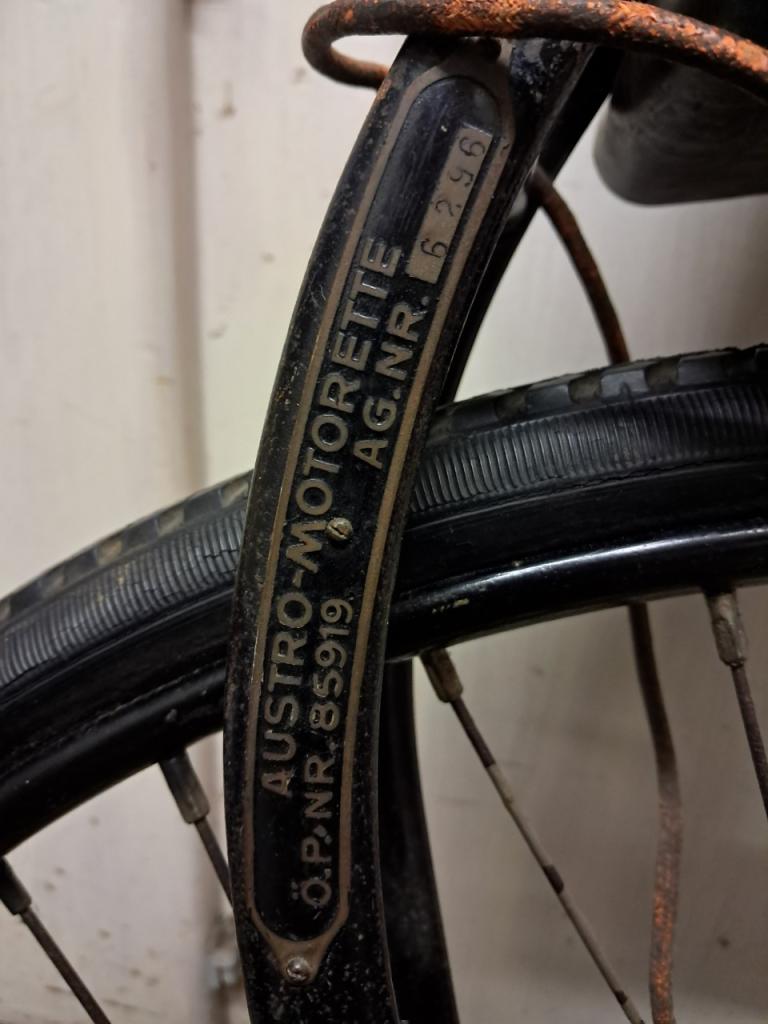 AUSTRO-MOTORETTE
Ö.P.NR. 85919 AG.NR. 6296